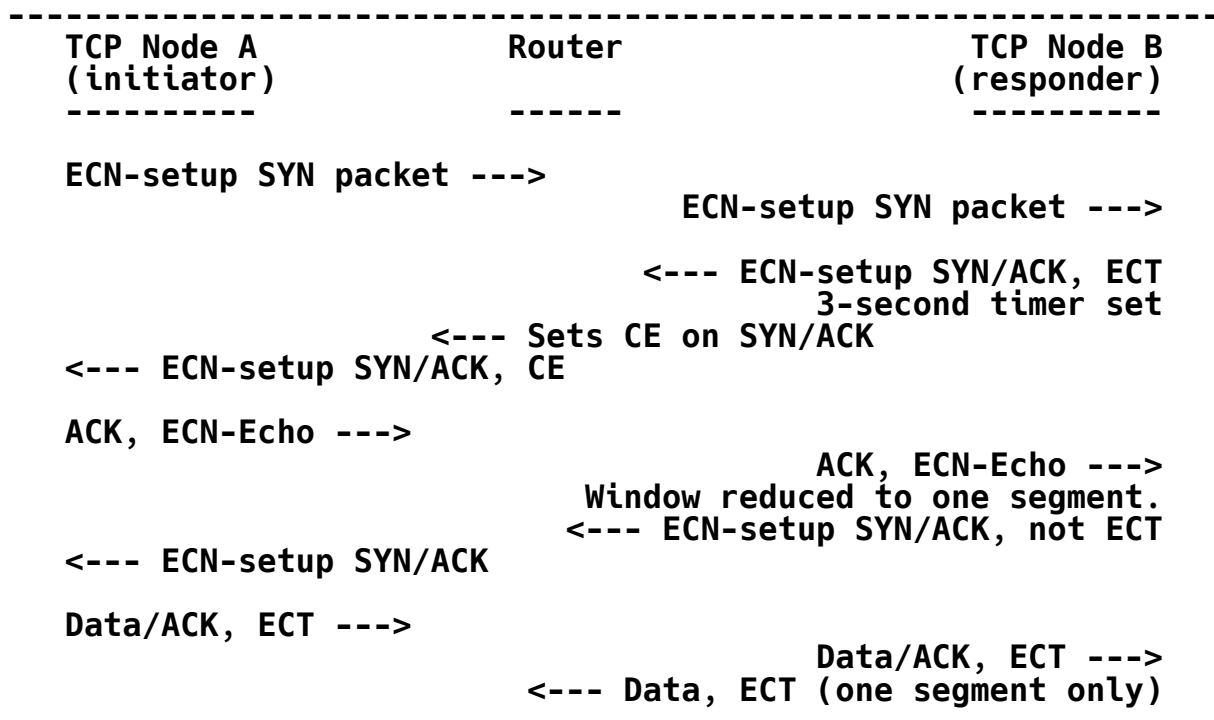 ---------------------------------------------------------------
TCP Node A             Router                  TCP Node B
(initiator)                                   (responder)
----------             ------                  ----------
ECN-setup SYN packet --->
ECN-setup SYN packet --->
<--- ECN-setup SYN/ACK, ECT
3-second timer set
<--- Sets CE on SYN/ACK
<--- ECN-setup SYN/ACK, CE
ACK, ECN-Echo --->
ACK, ECN-Echo --->
Window reduced to one segment.
<--- ECN-setup SYN/ACK, not ECT
<--- ECN-setup SYN/ACK
Data/ACK, ECT --->
Data/ACK, ECT --->
<--- Data, ECT (one segment only)